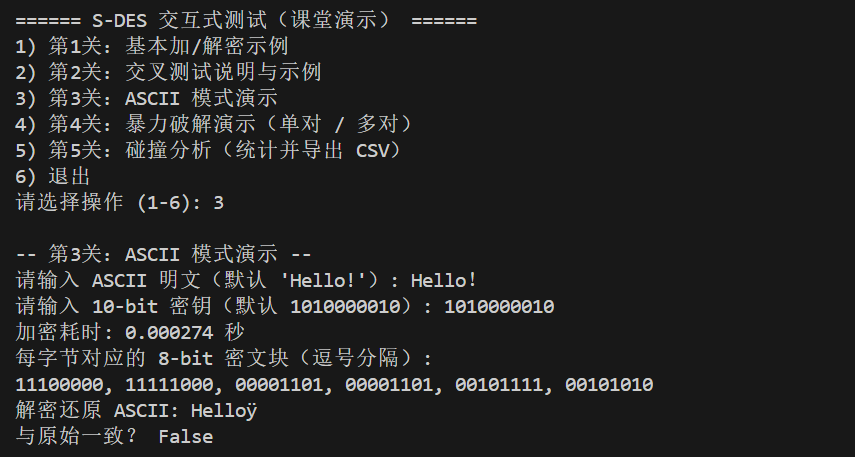 ====== S-DES 交互式测试（课堂演示） ======
1) 第1关：基本加/解密示例
2) 第2关：交叉测试说明与示例
3) 第3关：ASCII 模式演示
4) 第4关：暴力破解演示（单对 / 多对）
5) 第5关：碰撞分析（统计并导出 CSV）
6) 退出
请选择操作 (1-6): 3
-- 第3关：ASCII 模式演示 --
请输入 ASCII 明文（默认 'Hello!'）: Hello！
请输入 10-bit 密钥（默认 1010000010）: 1010000010
加密耗时: 0.000274 秒
每字节对应的 8-bit 密文块（逗号分隔）:
11100000, 11111000, 00001101, 00001101, 00101111, 00101010
解密还原 ASCII: Helloÿ
与原始一致？ False